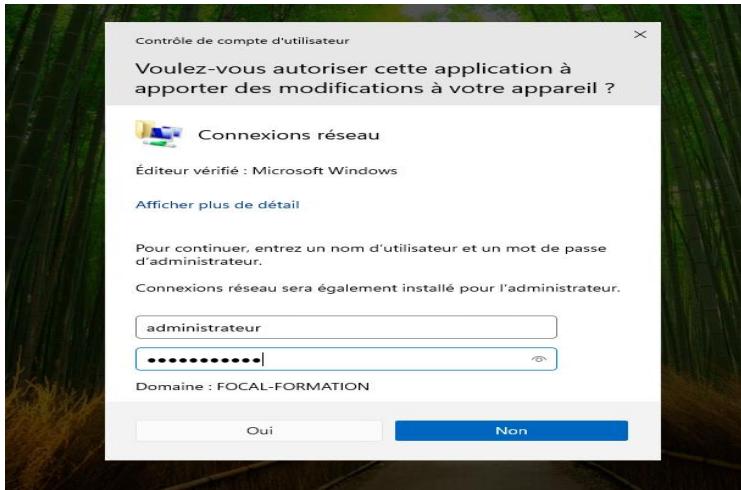 Contrôle de compte d'utilisateur
Voulez-vous autoriser cette application à
apporter des modifications à votre appareil ?
Connexions réseau
Éditeur vérifié : Microsoft Windows
Afficher plus de détail
Pour continuer, entrez un nom d'utilisateur et un mot de passe
d'administrateur.
Connexions réseau sera également installé pour l'administrateur.
administrateur
●●●●●●●●●●●
Domaine : FOCAL-FORMATION
Oui
Non